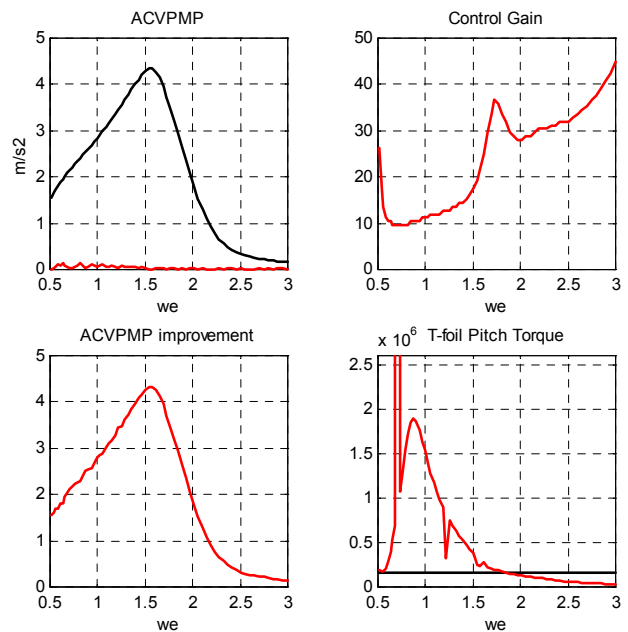 ACVPMP
5
4
3
2
1
0
m/s2
0.5 1 1.5 2 2.5 3
we
Control Gain
50
40
30
20
10
0
0.5 1 1.5 2 2.5 3
we
ACVPMP improvement
5
4
3
2
1
0
0.5 1 1.5 2 2.5 3
we
T-foil Pitch Torque
x 10^6
2.5
2
1.5
1
0.5
0
0.5 1 1.5 2 2.5 3
we